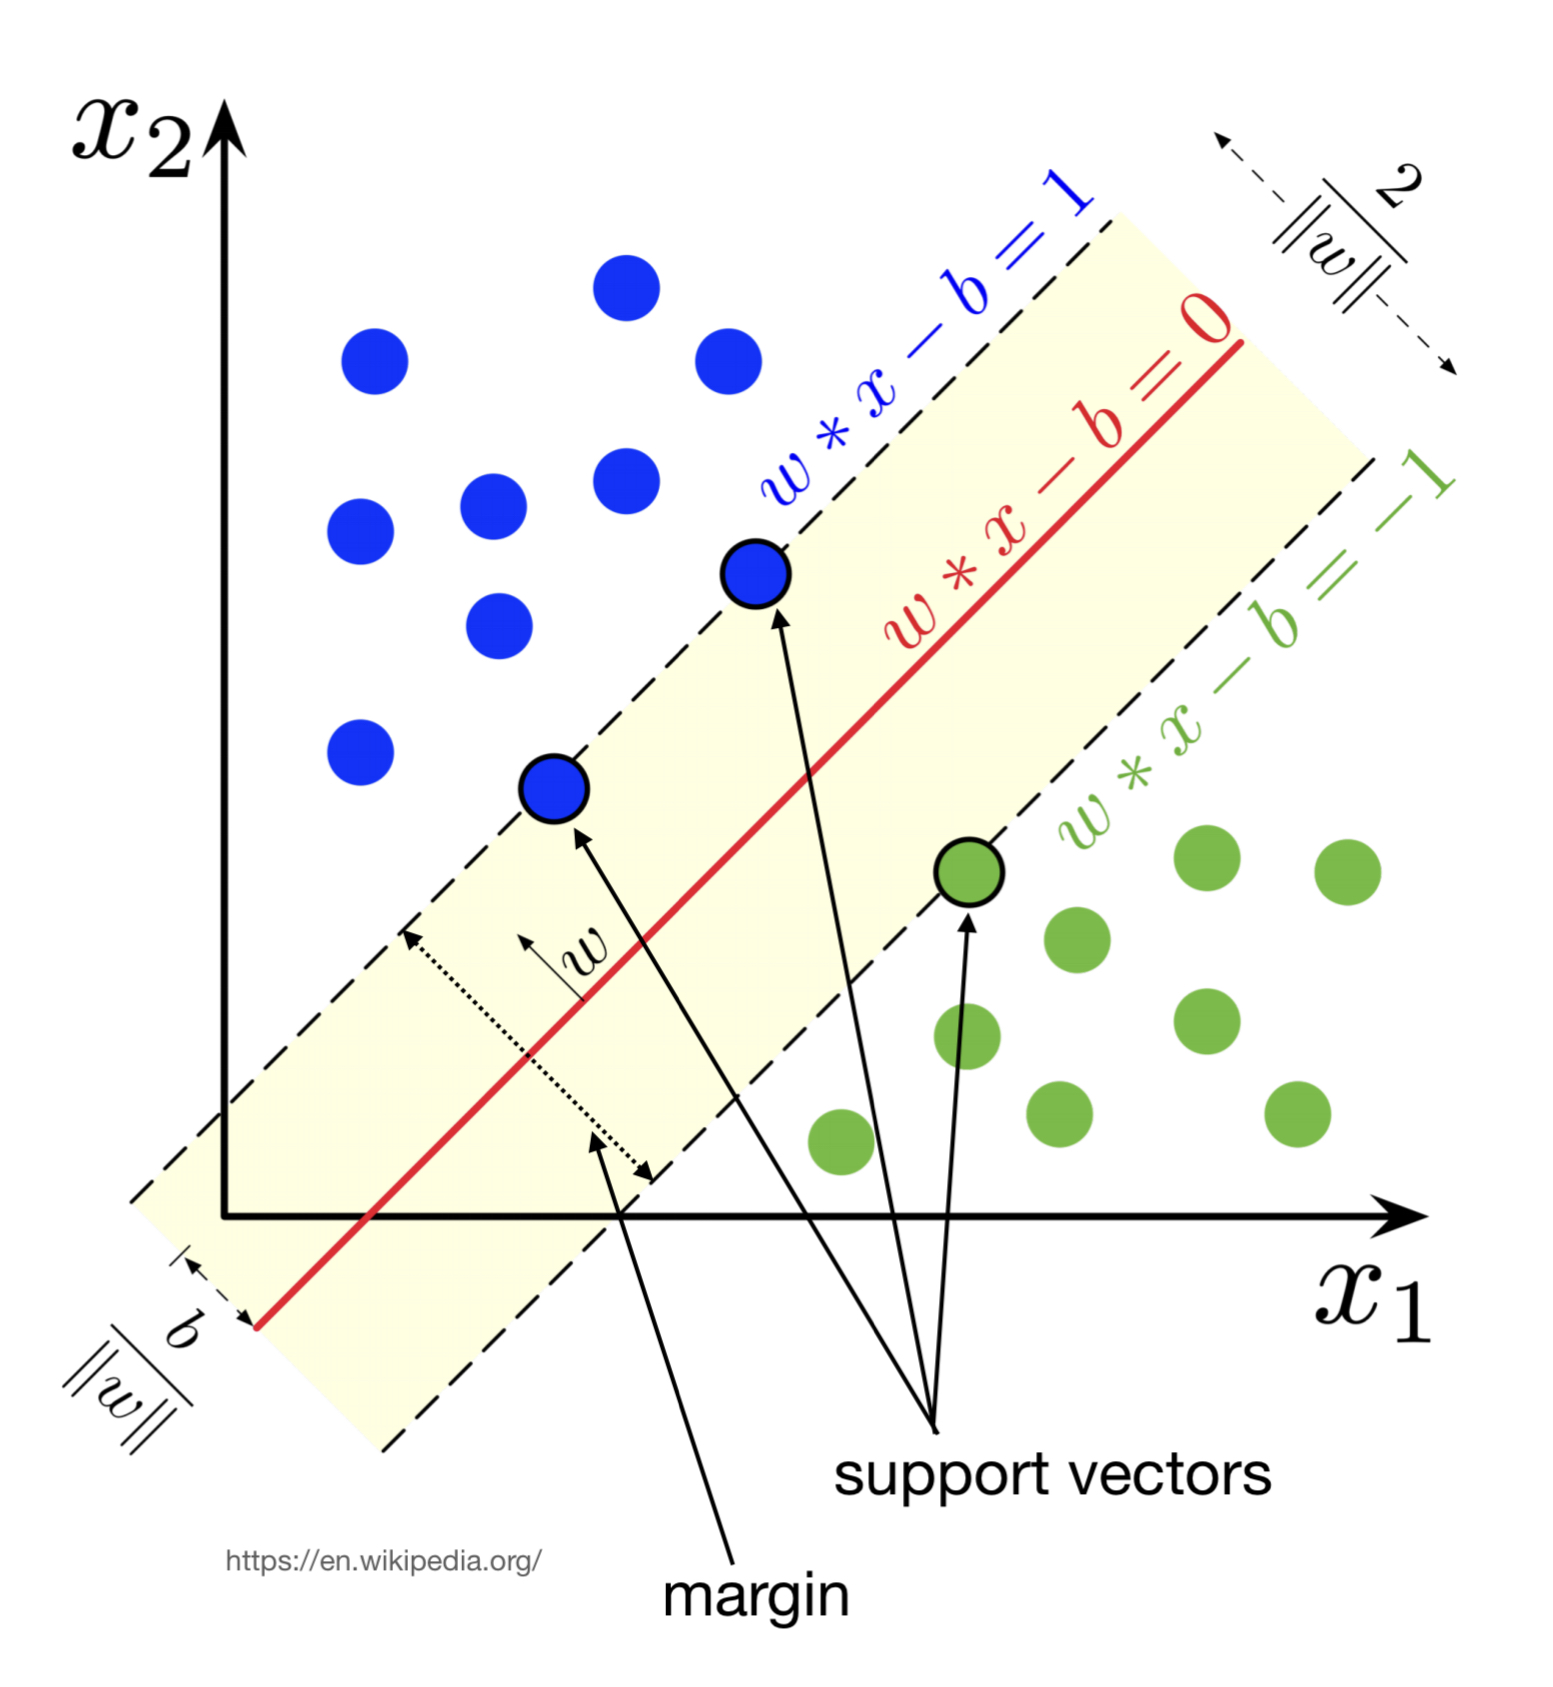 x₂
2
‖w‖
w * x − b = 1
w * x − b = 0
w * x − b = −1
w
x₁
b
‖w‖
support vectors
https://en.wikipedia.org/
margin